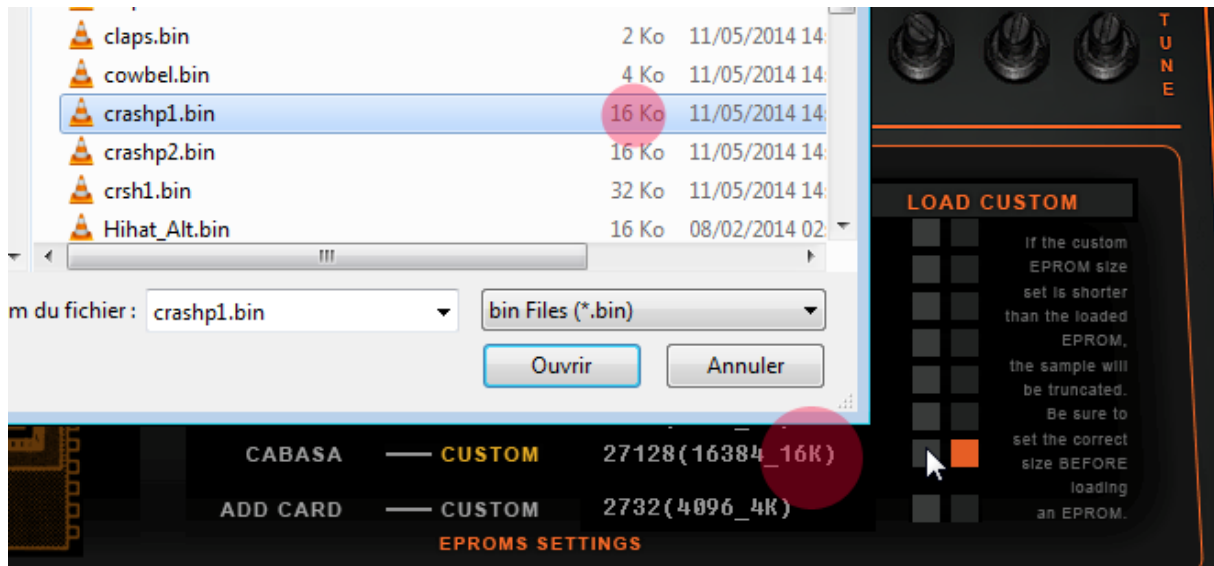 claps.bin 2 Ko 11/05/2014 14:
cowbel.bin 4 Ko 11/05/2014 14:
crashp1.bin 16 Ko 11/05/2014 14:
crashp2.bin 16 Ko 11/05/2014 14:
crsh1.bin 32 Ko 11/05/2014 14:
Hihat_Alt.bin 16 Ko 08/02/2014 02:
m du fichier : crashp1.bin bin Files (*.bin)
Ouvrir Annuler
TUNE
LOAD CUSTOM
If the custom
EPROM size
set is shorter
than the loaded
EPROM,
the sample will
be truncated.
Be sure to
set the correct
size BEFORE
loading
an EPROM.
CABASA CUSTOM 27128(16384_16K)
ADD CARD CUSTOM 2732(4096_4K)
EPROMS SETTINGS